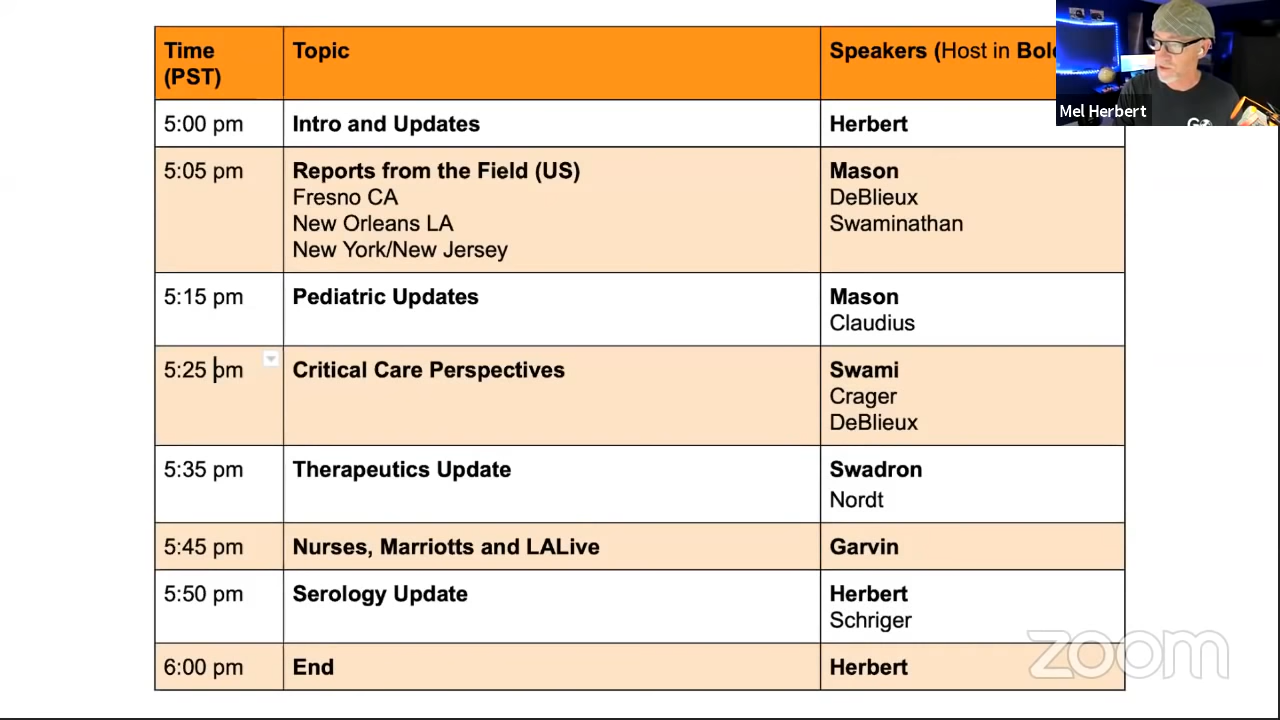 Time (PST) Topic Speakers (Host in Bol
Mel Herbert
5:00 pm Intro and Updates Herbert
5:05 pm Reports from the Field (US) Mason
Fresno CA DeBlieux
New Orleans LA Swaminathan
New York/New Jersey
5:15 pm Pediatric Updates Mason
Claudius
5:25 pm Critical Care Perspectives Swami
Crager
DeBlieux
5:35 pm Therapeutics Update Swadron
Nordt
5:45 pm Nurses, Marriotts and LALive Garvin
5:50 pm Serology Update Herbert
Schriger
6:00 pm End Herbert
zoom